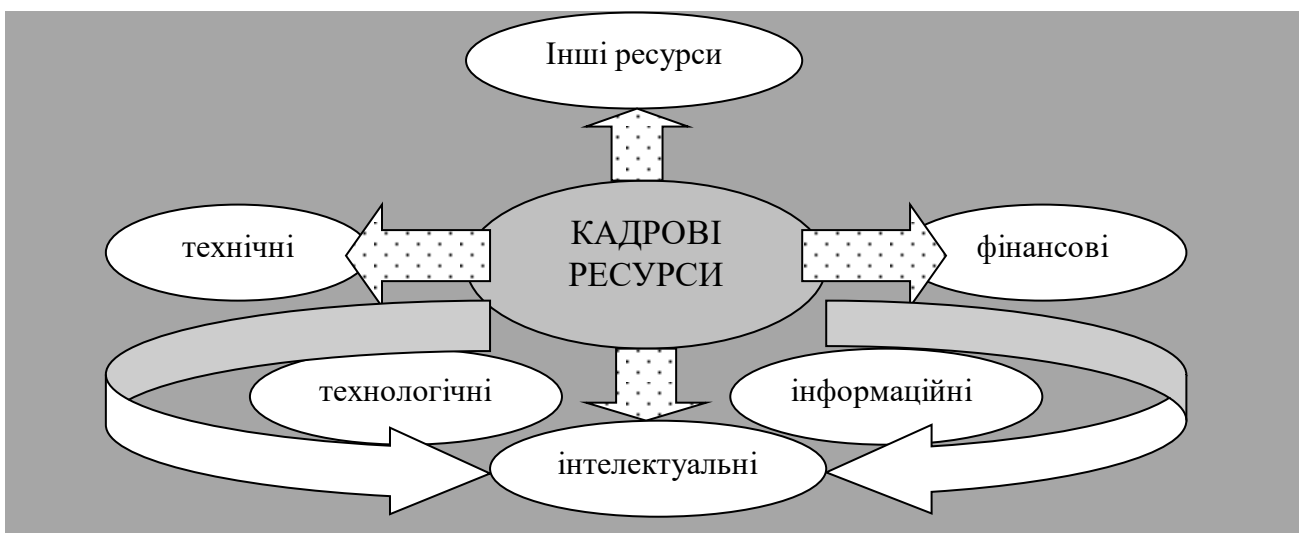 Інші ресурси
КАДРОВІ
РЕСУРСИ
технічні
фінансові
технологічні
інформаційні
інтелектуальні